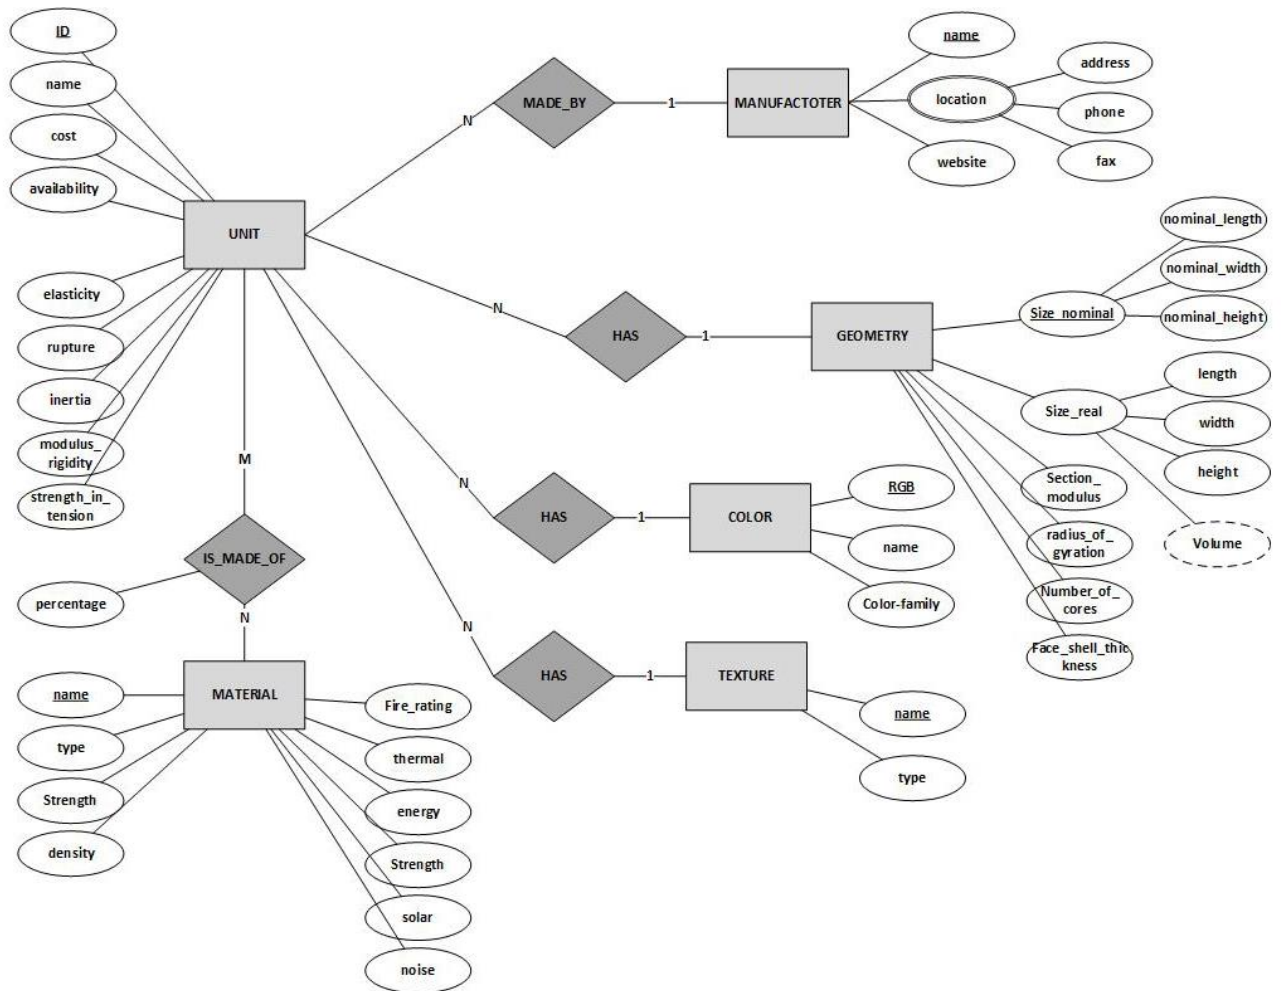 ID
name
cost
availability
elasticity
rupture
inertia
modulus_
rigidity
strength_in_
tension
UNIT
N
MADE_BY
1
MANUFACTOTER
name
location
website
address
phone
fax
N
HAS
1
GEOMETRY
Size_nominal
nominal_length
nominal_width
nominal_height
Size_real
length
width
height
Volume
Section_
modulus
radius_of_
gyration
Number_of_
cores
Face_shell_thic
kness
N
HAS
1
COLOR
RGB
name
Color-family
N
HAS
1
TEXTURE
name
type
M
IS_MADE_OF
percentage
N
MATERIAL
name
type
Strength
density
Fire_rating
thermal
energy
Strength
solar
noise